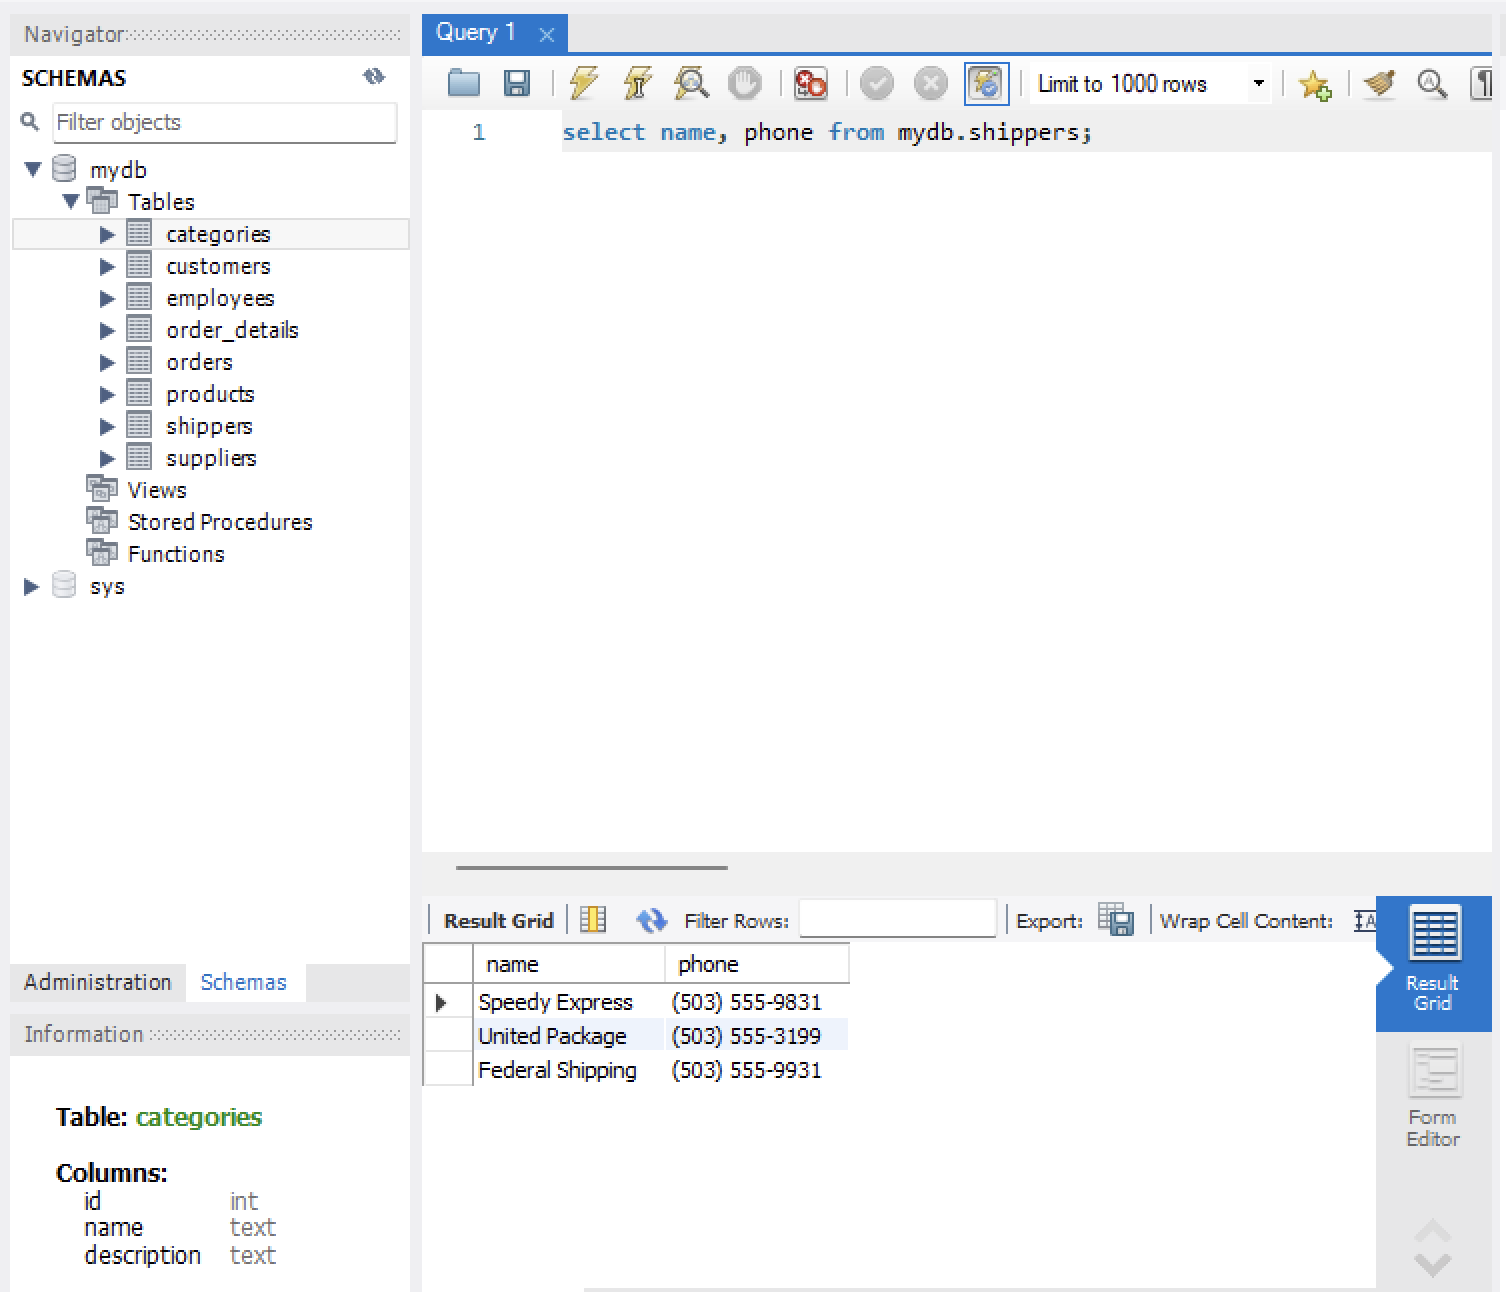 Navigator
SCHEMAS
Filter objects
mydb
Tables
categories
customers
employees
order_details
orders
products
shippers
suppliers
Views
Stored Procedures
Functions
sys
Administration Schemas
Information
Table: categories
Columns:
id int
name text
description text
Query 1
Limit to 1000 rows
1 select name, phone from mydb.shippers;
Result Grid Filter Rows: Export: Wrap Cell Content:
name phone
Speedy Express (503) 555-9831
United Package (503) 555-3199
Federal Shipping (503) 555-9931
Result
Grid
Form
Editor